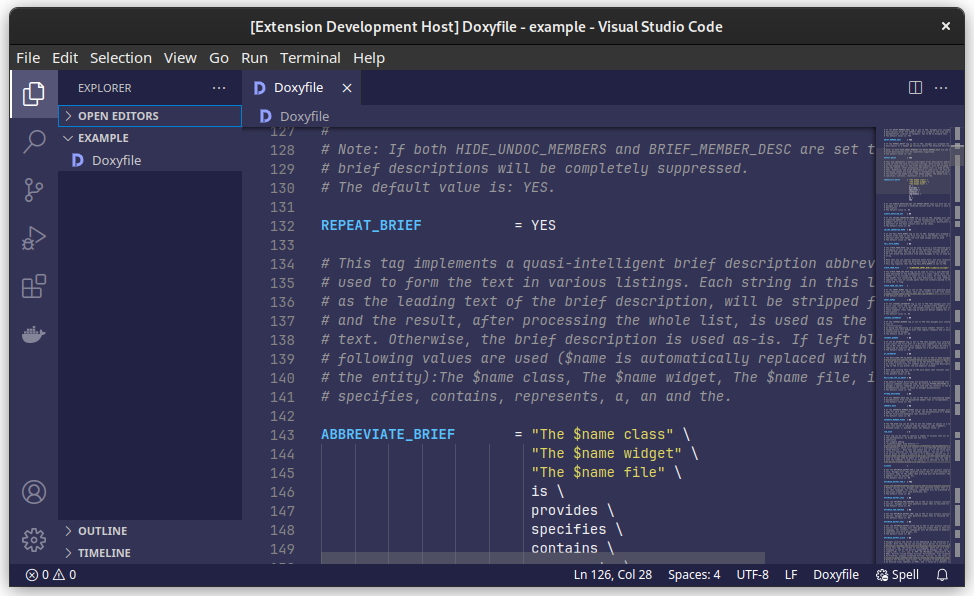 [Extension Development Host] Doxyfile - example - Visual Studio Code
File Edit Selection View Go Run Terminal Help
EXPLORER
OPEN EDITORS
EXAMPLE
Doxyfile
OUTLINE
TIMELINE
Doxyfile
Doxyfile
127 #
128 # Note: If both HIDE_UNDOC_MEMBERS and BRIEF_MEMBER_DESC are set t
129 # brief descriptions will be completely suppressed.
130 # The default value is: YES.
131
132 REPEAT_BRIEF = YES
133
134 # This tag implements a quasi-intelligent brief description abbrev
135 # used to form the text in various listings. Each string in this l
136 # as the leading text of the brief description, will be stripped f
137 # and the result, after processing the whole list, is used as the
138 # text. Otherwise, the brief description is used as-is. If left bl
139 # following values are used ($name is automatically replaced with
140 # the entity):The $name class, The $name widget, The $name file, i
141 # specifies, contains, represents, a, an and the.
142
143 ABBREVIATE_BRIEF = "The $name class" \
144 "The $name widget" \
145 "The $name file" \
146 is \
147 provides \
148 specifies \
149 contains \
0 0 Ln 126, Col 28 Spaces: 4 UTF-8 LF Doxyfile Spell